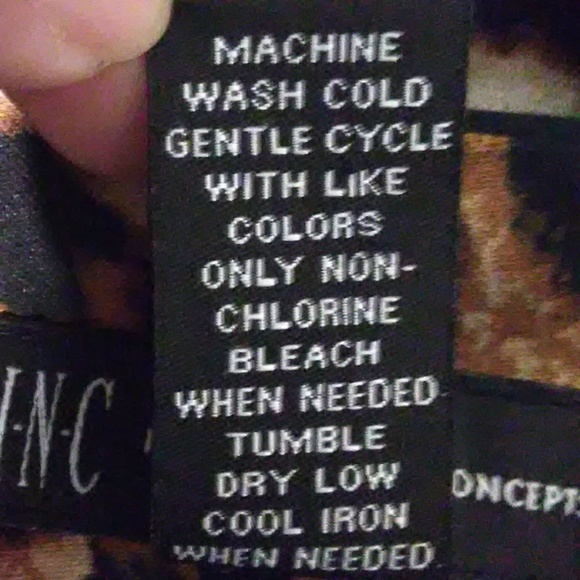 MACHINE
WASH COLD
GENTLE CYCLE
WITH LIKE
COLORS
ONLY NON-
CHLORINE
BLEACH
WHEN NEEDED
TUMBLE
DRY LOW
COOL IRON
WHEN NEEDED
I-N-C
ONCEPT